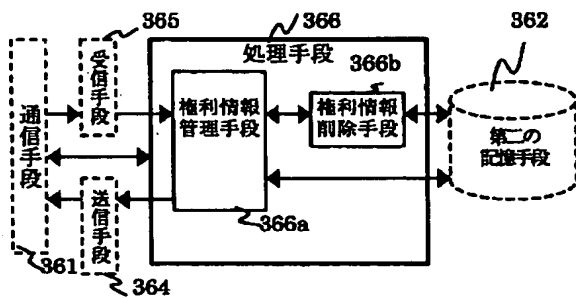 365
366
362
受信手段
処理手段
366b
通信手段
権利情報
管理手段
権利情報
削除手段
第二の
記憶手段
送信手段
366a
361
364